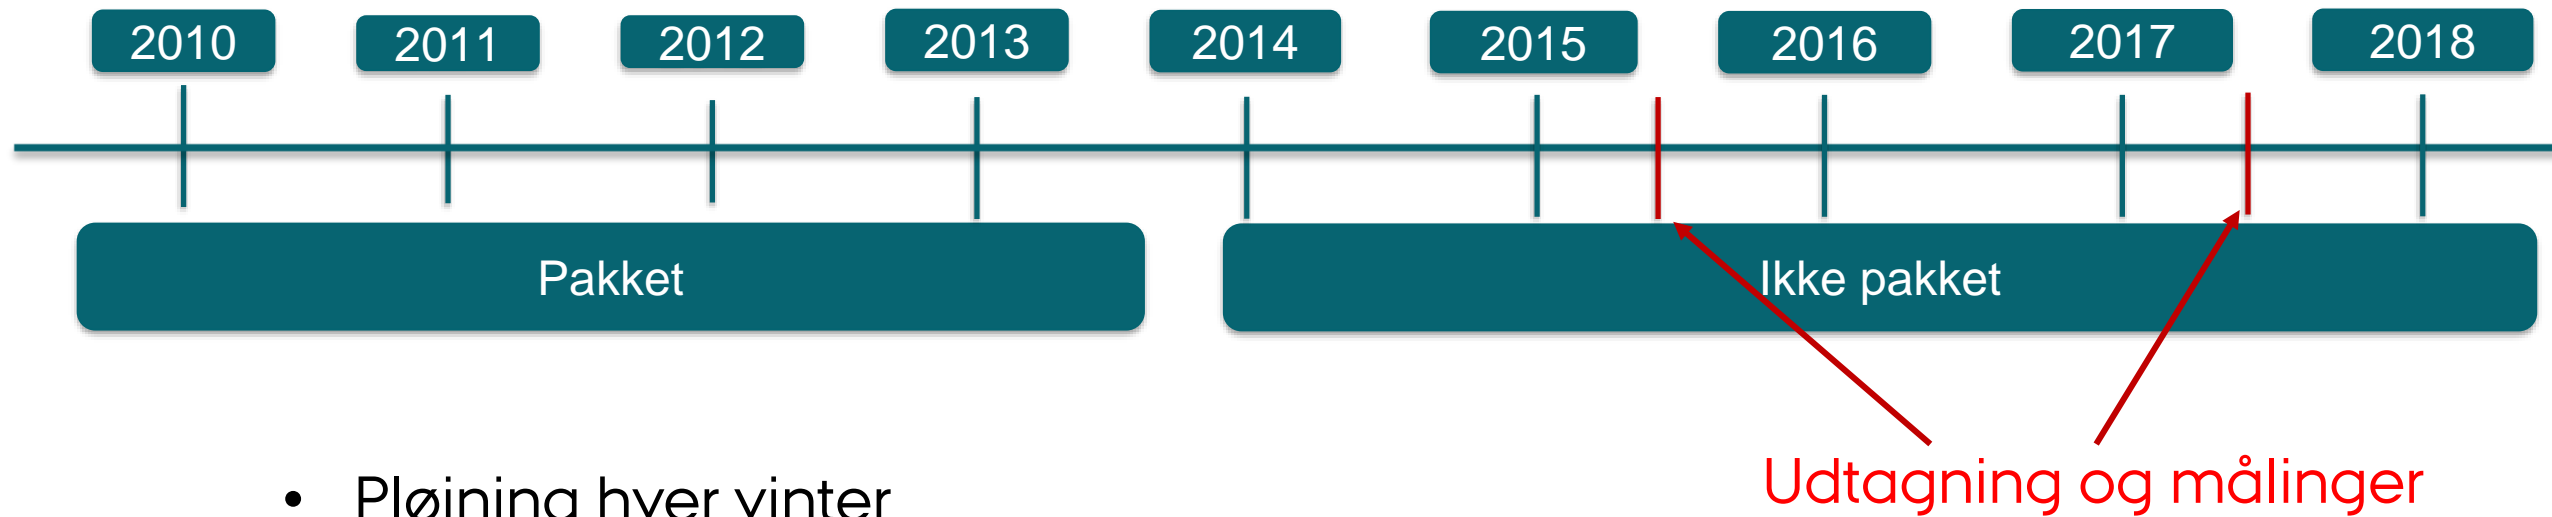 2010 2011 2012 2013 2014 2015 2016 2017 2018
Pakket Ikke pakket
Udtagning og målinger
• Pløjning hver vinter